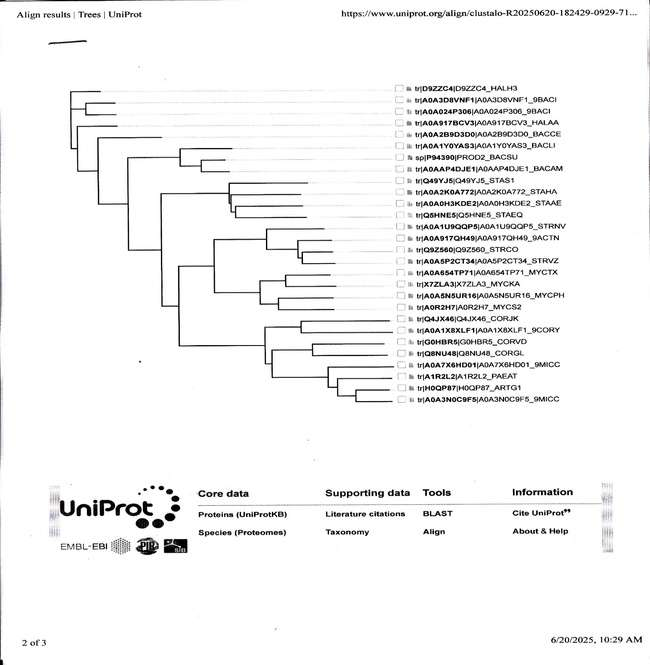 Align results | Trees | UniProt
https://www.uniprot.org/align/clustalo-R20250620-182429-0929-71...
tr|D9ZZC4|D9ZZC4_HALH3
tr|A0A3D8VNF1|A0A3D8VNF1_9BACI
tr|A0A024P306|A0A024P306_9BACI
tr|A0A917BCV3|A0A917BCV3_HALAA
tr|A0A2B9D3D0|A0A2B9D3D0_BACCE
tr|A0A1Y0YAS3|A0A1Y0YAS3_BACLI
sp|P94390|PROD2_BACSU
tr|A0AAP4DJE1|A0AAP4DJE1_BACAM
tr|Q49YJ5|Q49YJ5_STAS1
tr|A0A2K0A772|A0A2K0A772_STAHA
tr|A0A0H3KDE2|A0A0H3KDE2_STAAE
tr|Q5HNE5|Q5HNE5_STAEQ
tr|A0A1U9QQP5|A0A1U9QQP5_STRNV
tr|A0A917QH49|A0A917QH49_9ACTN
tr|Q9Z560|Q9Z560_STRCO
tr|A0A5P2CT34|A0A5P2CT34_STRVZ
tr|A0A654TP71|A0A654TP71_MYCTX
tr|X7ZLA3|X7ZLA3_MYCKA
tr|A0A5N5UR16|A0A5N5UR16_MYCPH
tr|A0R2H7|A0R2H7_MYCS2
tr|Q4JX46|Q4JX46_CORJK
tr|A0A1X8XLF1|A0A1X8XLF1_9CORY
tr|G0HBR5|G0HBR5_CORVD
tr|Q8NU48|Q8NU48_CORGL
tr|A0A7X6HD01|A0A7X6HD01_9MICC
tr|A1R2L2|A1R2L2_PAEAT
tr|H0QP87|H0QP87_ARTG1
tr|A0A3N0C9F5|A0A3N0C9F5_9MICC
UniProt
EMBL-EBI PIR SIB
Core data
Proteins (UniProtKB)
Species (Proteomes)
Supporting data
Literature citations
Taxonomy
Tools
BLAST
Align
Information
Cite UniProt
About & Help
2 of 3
6/20/2025, 10:29 AM